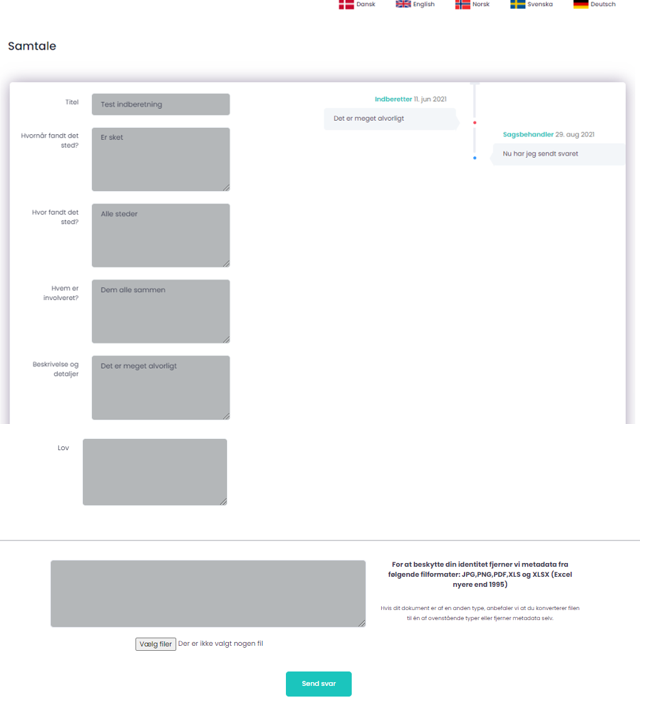 Dansk English Norsk Svenska Deutsch
Samtale
Titel
Test indberetning
Hvornår fandt det
sted?
Er sket
Hvor fandt det
sted?
Alle steder
Hvem er
involveret?
Dem alle sammen
Beskrivelse og
detaljer
Det er meget alvorligt
Lov
Indberetter 11. jun 2021
Det er meget alvorligt
Sagsbehandler 29. aug 2021
Nu har jeg sendt svaret
For at beskytte din identitet fjerner vi metadata fra
følgende filformater: JPG,PNG,PDF,XLS og XLSX (Excel
nyere end 1995)
Hvis dit dokument er af en anden type, anbefaler vi at du konverterer filen
til én af ovenstående typer eller fjerner metadata selv.
Vælg filer Der er ikke valgt nogen fil
Send svar